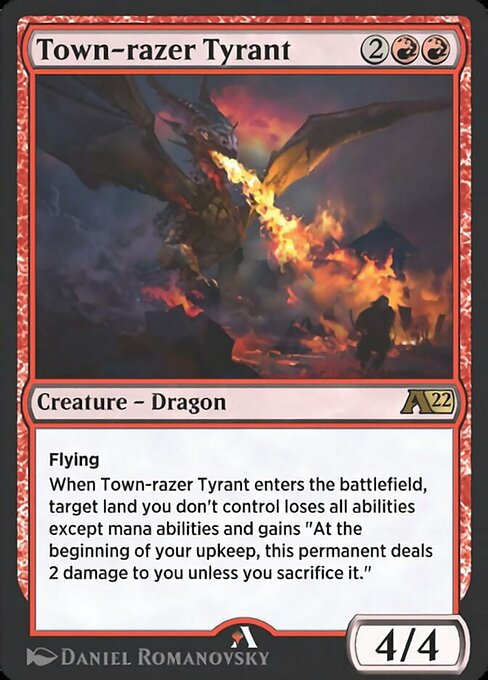 Town-razer Tyrant 2
Creature – Dragon A22
Flying
When Town-razer Tyrant enters the battlefield,
target land you don't control loses all abilities
except mana abilities and gains "At the
beginning of your upkeep, this permanent deals
2 damage to you unless you sacrifice it."
4/4
Daniel Romanovsky